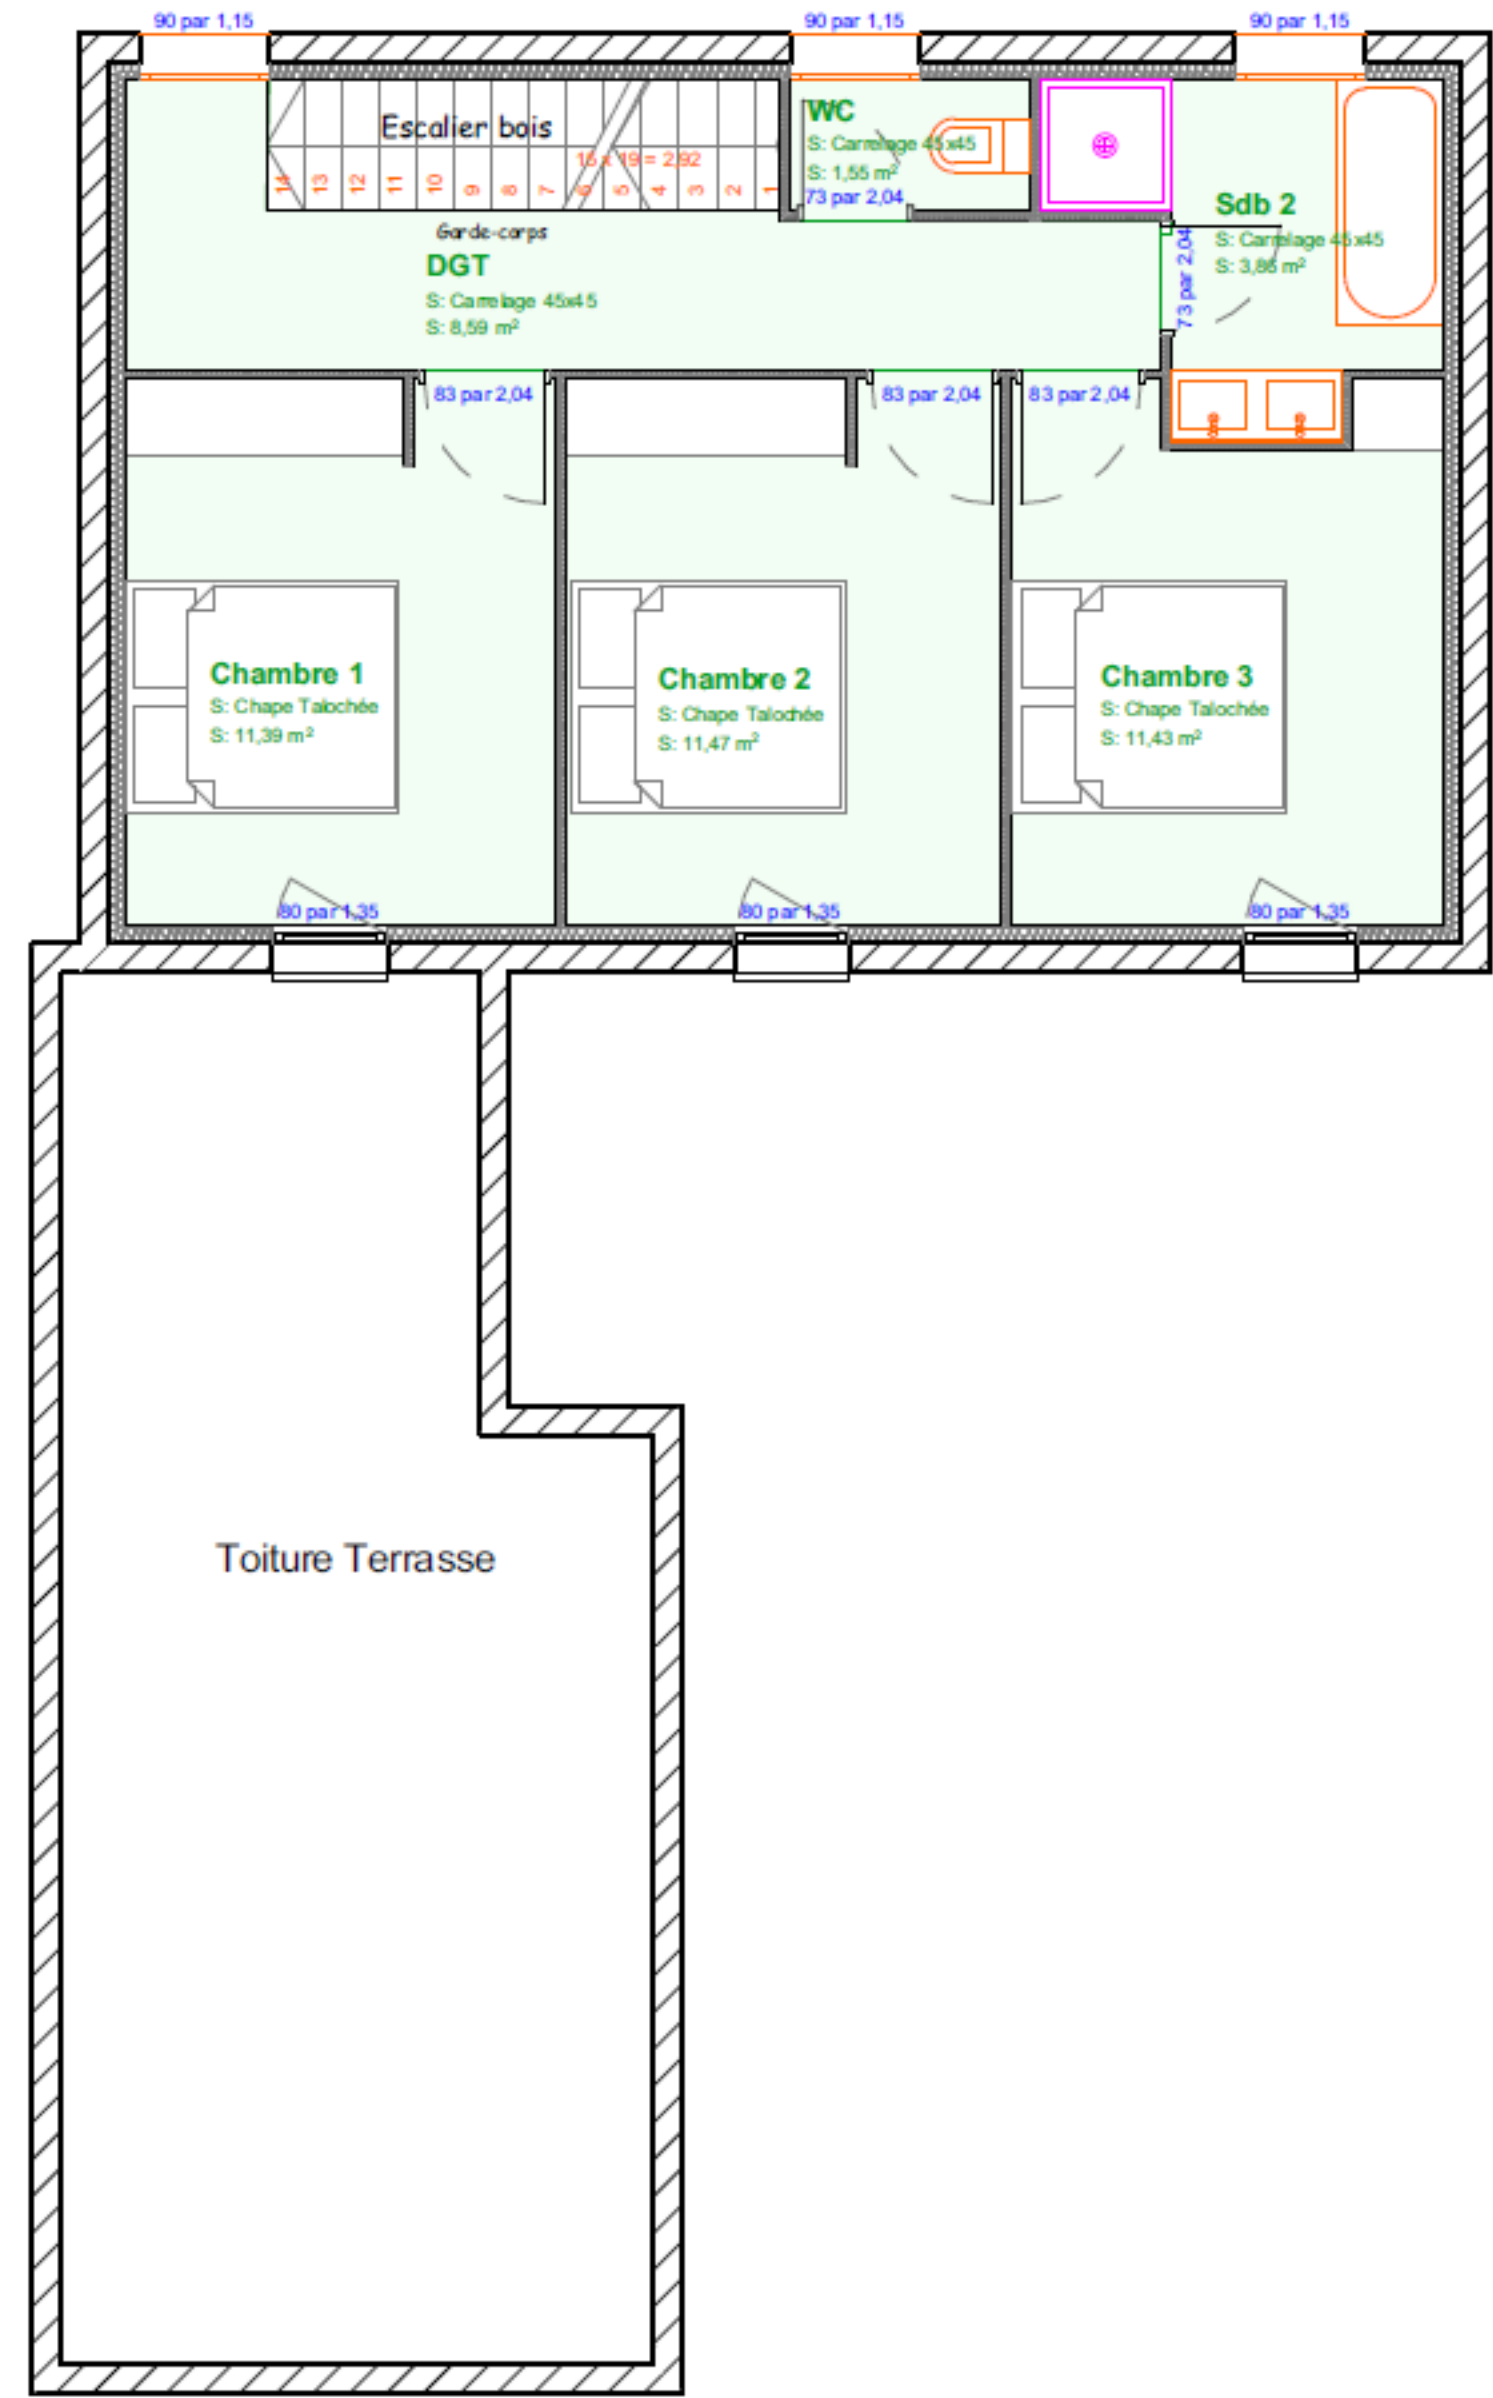 90 par 1,15
90 par 1,15
90 par 1,15
Escalier bois
15 x 19 = 2,92
14 13 12 11 10 9 8 7 6 5 4 3 2 1
WC
S: Carrelage 45x45
S: 1,55 m²
73 par 2,04
Sdb 2
S: Carrelage 45x45
S: 3,86 m²
73 par 2,04
Garde-corps
DGT
S: Carrelage 45x45
S: 8,59 m²
83 par 2,04
83 par 2,04
83 par 2,04
Chambre 1
S: Chape Talochée
S: 11,39 m²
Chambre 2
S: Chape Talochée
S: 11,47 m²
Chambre 3
S: Chape Talochée
S: 11,43 m²
80 par 1,35
80 par 1,35
80 par 1,35
Toiture Terrasse